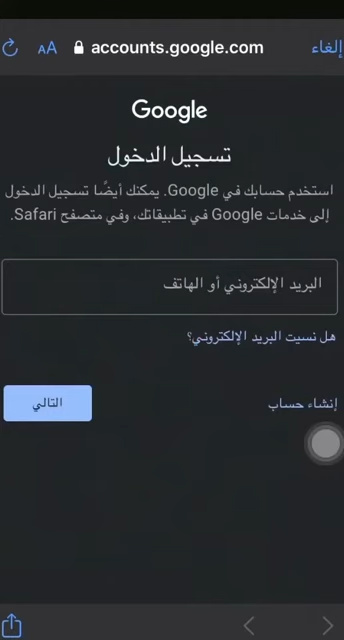 إلغاء accounts.google.com AA
Google
تسجيل الدخول
استخدم حسابك في Google. يمكنك أيضًا تسجيل الدخول
إلى خدمات Google في تطبيقاتك، وفي متصفح Safari.
البريد الإلكتروني أو الهاتف
هل نسيت البريد الإلكتروني؟
إنشاء حساب
التالي